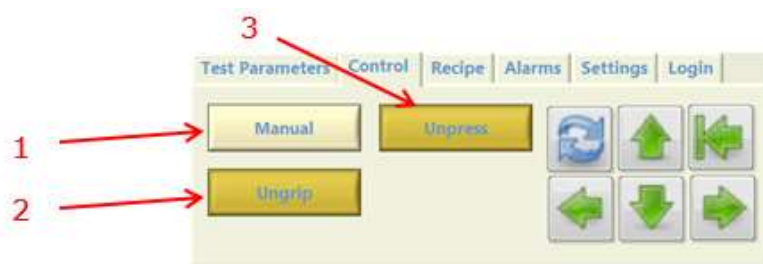 3
Test Parameters Control Recipe Alarms Settings Login
1 Manual Unpress
2 Ungrip